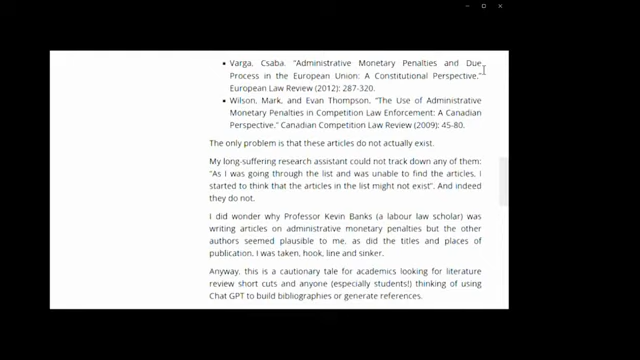 • Varga, Csaba. "Administrative Monetary Penalties and Due
Process in the European Union: A Constitutional Perspective."
European Law Review (2012): 287-320.
• Wilson, Mark, and Evan Thompson. "The Use of Administrative
Monetary Penalties in Competition Law Enforcement: A Canadian
Perspective." Canadian Competition Law Review (2009): 45-80.
The only problem is that these articles do not actually exist.
My long-suffering research assistant could not track down any of them:
"As I was going through the list and was unable to find the articles, I
started to think that the articles in the list might not exist". And indeed
they do not.
I did wonder why Professor Kevin Banks (a labour law scholar) was
writing articles on administrative monetary penalties but the other
authors seemed plausible to me, as did the titles and places of
publication. I was taken, hook, line and sinker.
Anyway, this is a cautionary tale for academics looking for literature
review short cuts and anyone (especially students!) thinking of using
Chat GPT to build bibliographies or generate references.